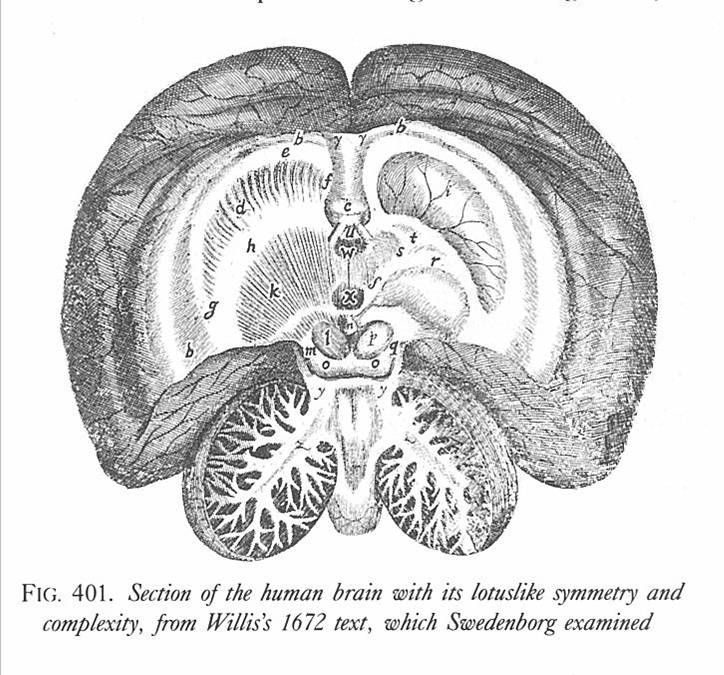 b b
γ γ
e
f
i
d
c
t
h
u
w
s
r
g
k
ſ
x
n
l p
b
m q
o o
y y
FIG. 401. Section of the human brain with its lotuslike symmetry and
complexity, from Willis's 1672 text, which Swedenborg examined